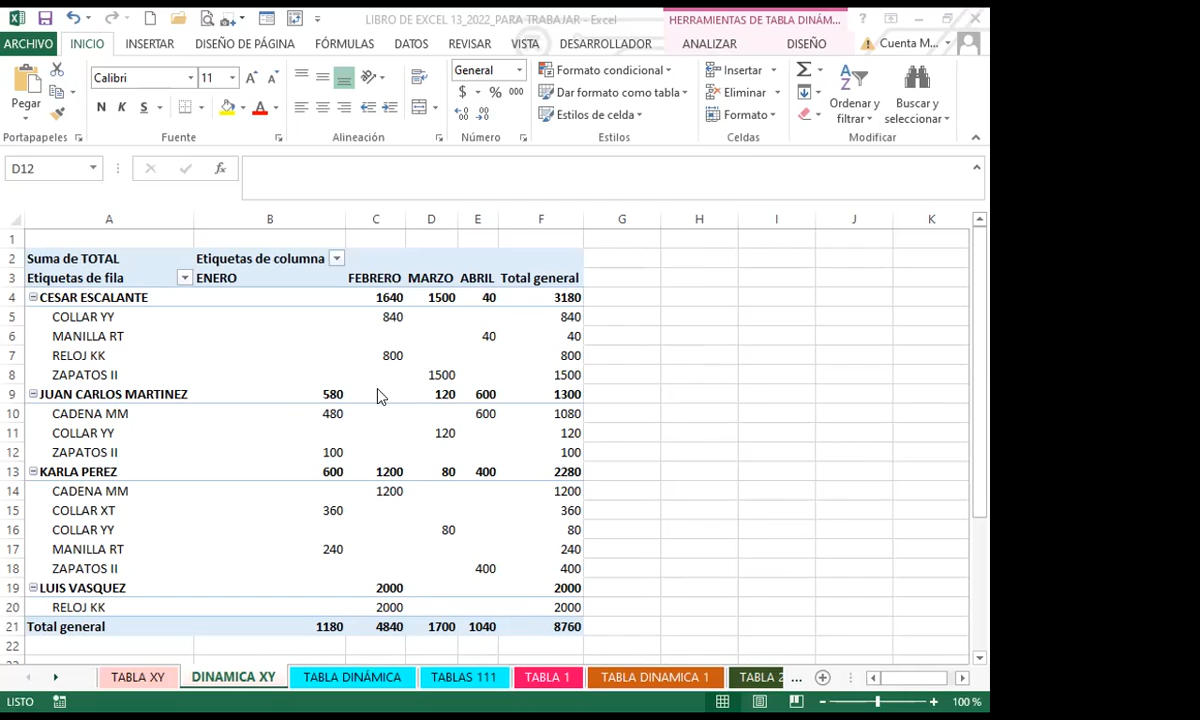 LIBRO DE EXCEL 13_2022_PARA TRABAJAR - Excel
HERRAMIENTAS DE TABLA DINÁM...
ARCHIVO INICIO INSERTAR DISEÑO DE PÁGINA FÓRMULAS DATOS REVISAR VISTA DESARROLLADOR ANALIZAR DISEÑO Cuenta M...
Pegar
Calibri 11
N K S
General
$ % 000
Formato condicional
Dar formato como tabla
Estilos de celda
Insertar
Eliminar
Formato
Ordenar y filtrar
Buscar y seleccionar
Portapapeles Fuente Alineación Número Estilos Celdas Modificar
D12 fx
A B C D E F G H I J K
1
2 Suma de TOTAL Etiquetas de columna
3 Etiquetas de fila ENERO FEBRERO MARZO ABRIL Total general
4 CESAR ESCALANTE 1640 1500 40 3180
5 COLLAR YY 840 840
6 MANILLA RT 40 40
7 RELOJ KK 800 800
8 ZAPATOS II 1500 1500
9 JUAN CARLOS MARTINEZ 580 120 600 1300
10 CADENA MM 480 600 1080
11 COLLAR YY 120 120
12 ZAPATOS II 100 100
13 KARLA PEREZ 600 1200 80 400 2280
14 CADENA MM 1200 1200
15 COLLAR XT 360 360
16 COLLAR YY 80 80
17 MANILLA RT 240 240
18 ZAPATOS II 400 400
19 LUIS VASQUEZ 2000 2000
20 RELOJ KK 2000 2000
21 Total general 1180 4840 1700 1040 8760
22
TABLA XY DINAMICA XY TABLA DINÁMICA TABLAS 111 TABLA 1 TABLA DINAMICA 1 TABLA 2 ...
LISTO 100 %